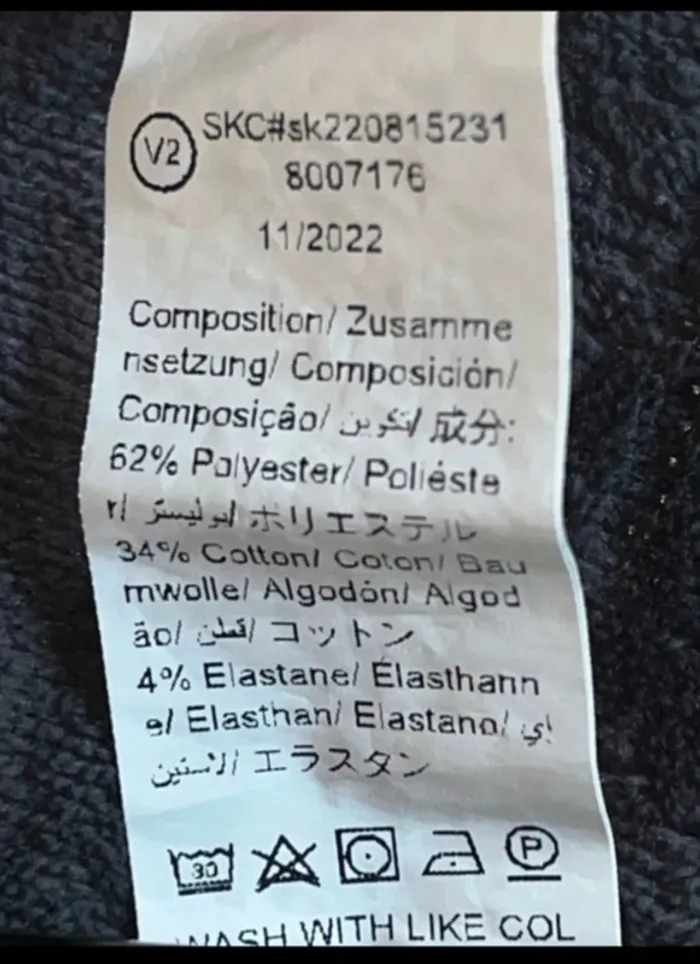 V2 SKC#sk220815231
8007176
11/2022
Composition/ Zusamme
nsetzung/ Composición/
Composição/ تكوين/ 成分:
62% Polyester/ Poliéste
r/ بوليستر/ ポリエステル
34% Cotton/ Coton/ Bau
mwolle/ Algodón/ Algod
ão/ قطن/ コットン
4% Elastane/ Élasthann
e/ Elasthan/ Elastano/ إي
لاستين/ エラスタン
30 P
WASH WITH LIKE COL